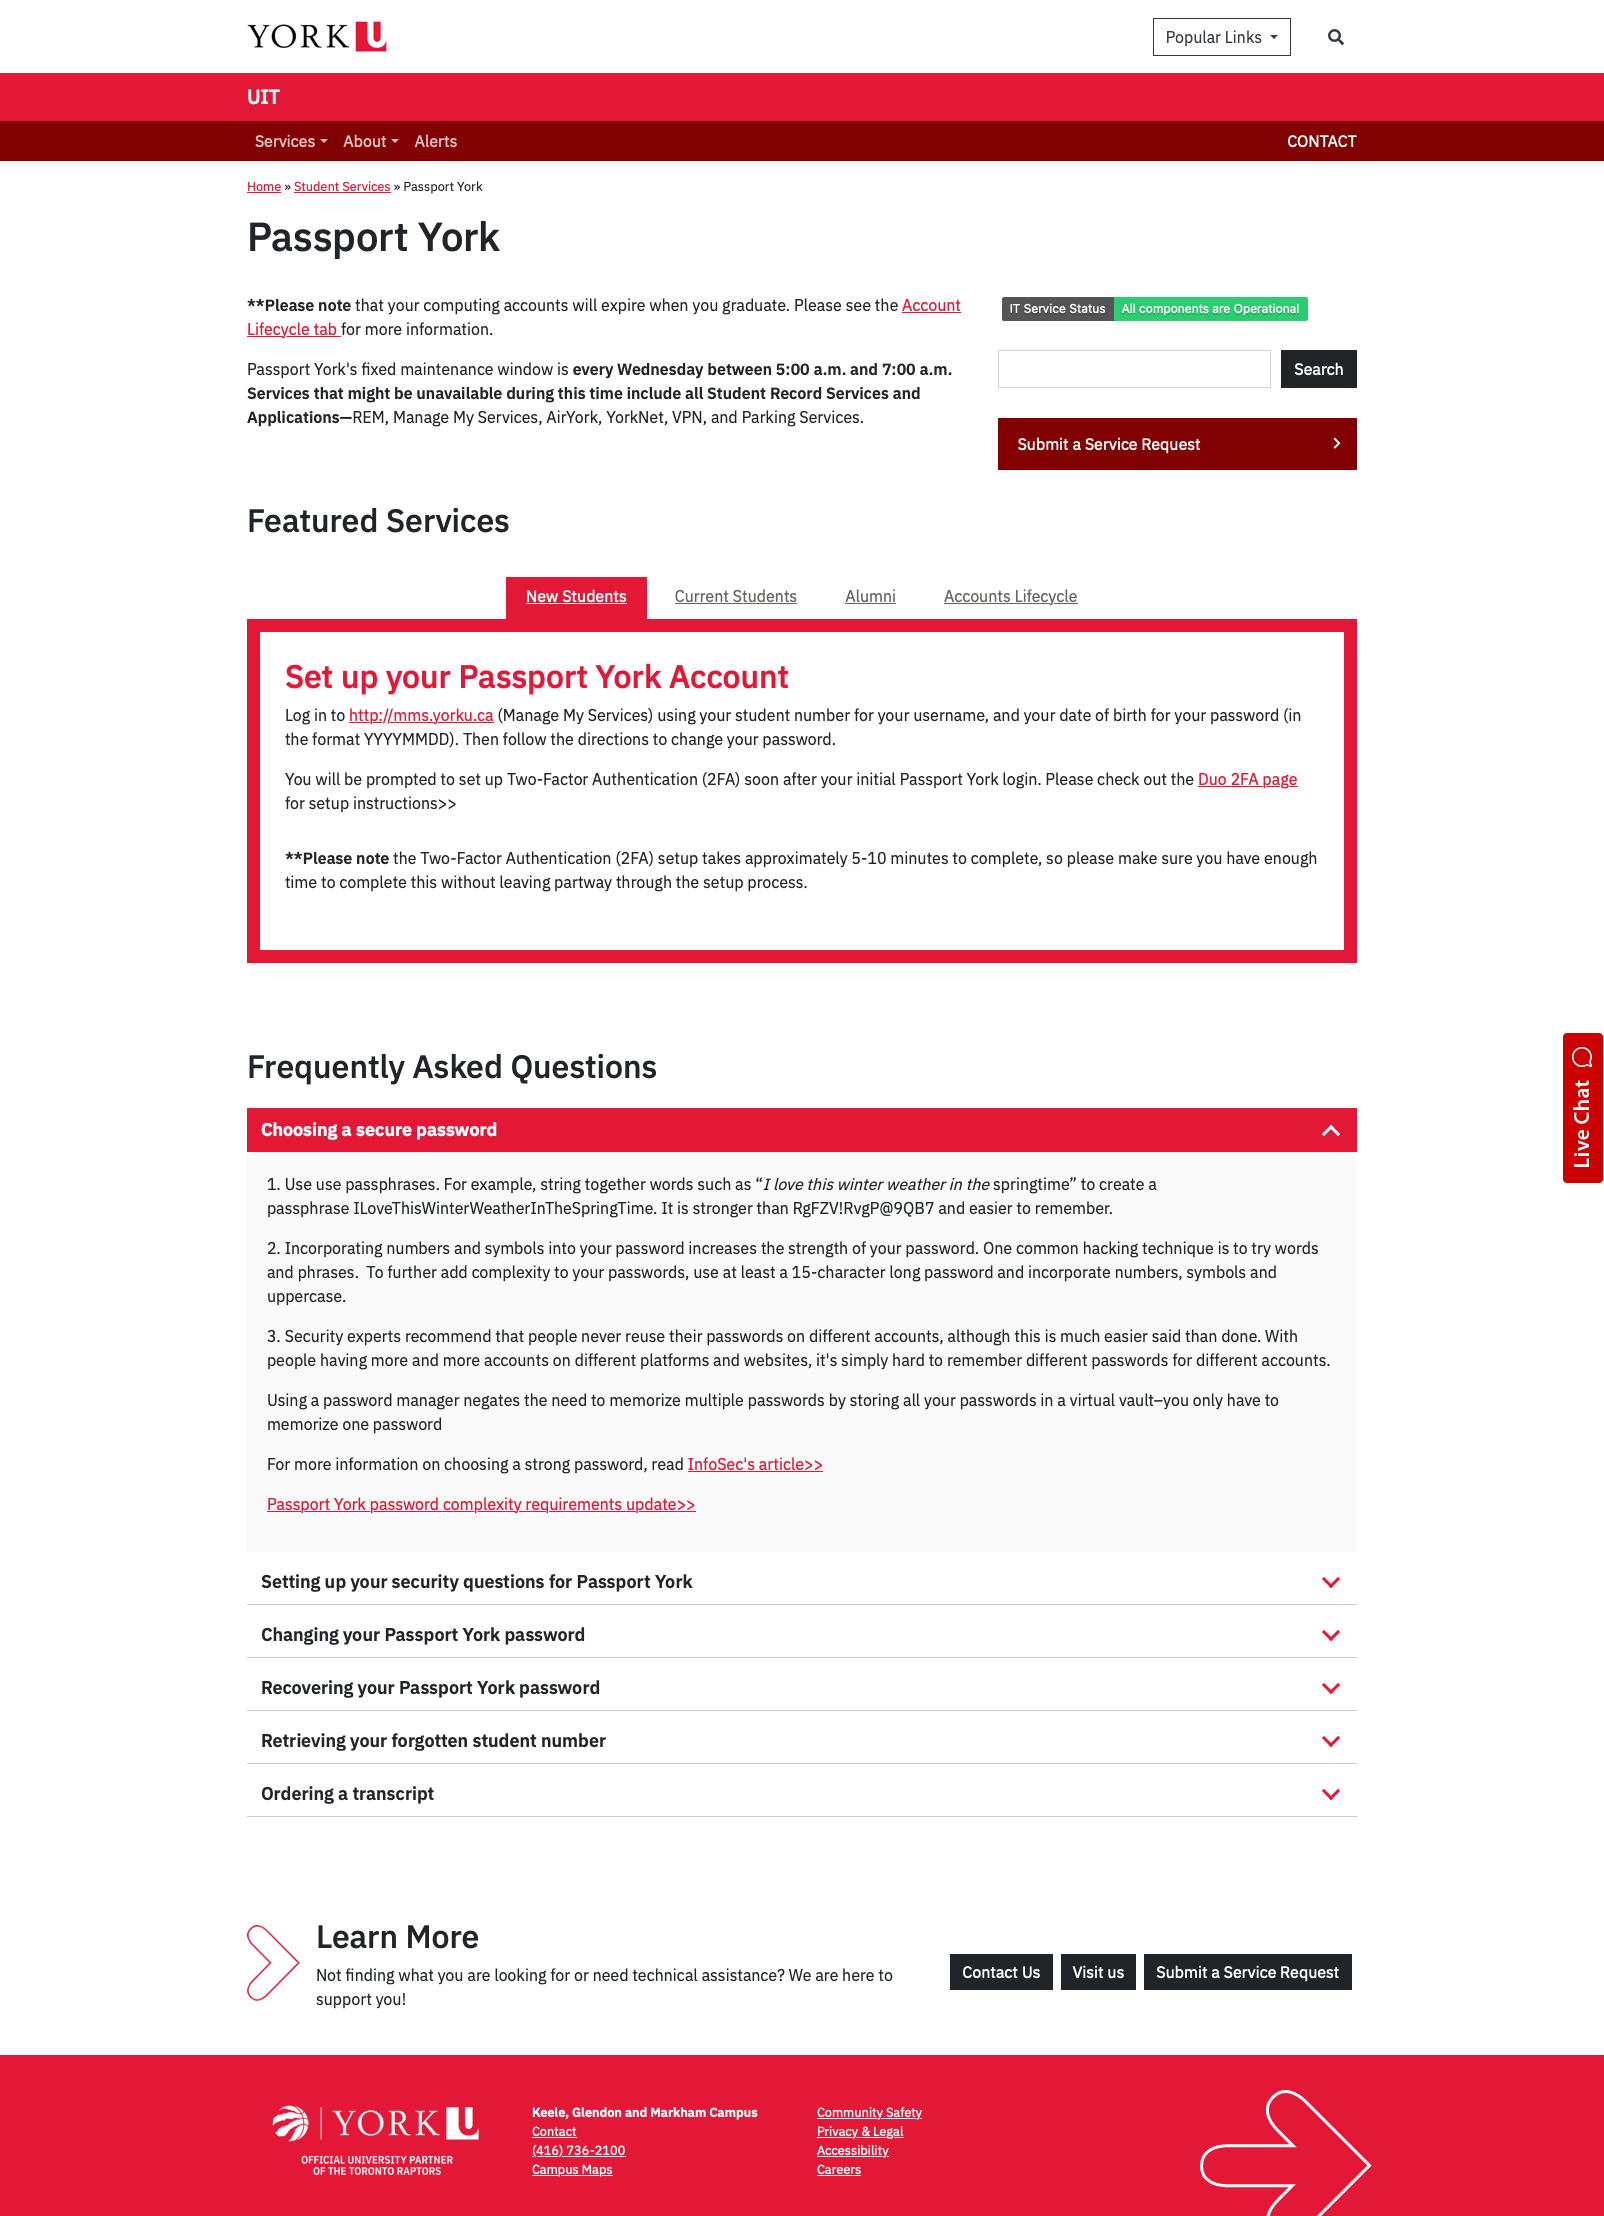 YORK U
Popular Links
UIT
Services About Alerts
CONTACT
Home » Student Services » Passport York
Passport York
**Please note that your computing accounts will expire when you graduate. Please see the Account
Lifecycle tab for more information.
Passport York's fixed maintenance window is every Wednesday between 5:00 a.m. and 7:00 a.m.
Services that might be unavailable during this time include all Student Record Services and
Applications—REM, Manage My Services, AirYork, YorkNet, VPN, and Parking Services.
IT Service Status All components are Operational
Search
Submit a Service Request
Featured Services
New Students Current Students Alumni Accounts Lifecycle
Set up your Passport York Account
Log in to http://mms.yorku.ca (Manage My Services) using your student number for your username, and your date of birth for your password (in
the format YYYYMMDD). Then follow the directions to change your password.
You will be prompted to set up Two-Factor Authentication (2FA) soon after your initial Passport York login. Please check out the Duo 2FA page
for setup instructions>>
**Please note the Two-Factor Authentication (2FA) setup takes approximately 5-10 minutes to complete, so please make sure you have enough
time to complete this without leaving partway through the setup process.
Live Chat
Frequently Asked Questions
Choosing a secure password
1. Use use passphrases. For example, string together words such as “I love this winter weather in the springtime” to create a
passphrase ILoveThisWinterWeatherInTheSpringTime. It is stronger than RgFZV!RvgP@9QB7 and easier to remember.
2. Incorporating numbers and symbols into your password increases the strength of your password. One common hacking technique is to try words
and phrases.  To further add complexity to your passwords, use at least a 15-character long password and incorporate numbers, symbols and
uppercase.
3. Security experts recommend that people never reuse their passwords on different accounts, although this is much easier said than done. With
people having more and more accounts on different platforms and websites, it's simply hard to remember different passwords for different accounts.
Using a password manager negates the need to memorize multiple passwords by storing all your passwords in a virtual vault–you only have to
memorize one password
For more information on choosing a strong password, read InfoSec's article>>
Passport York password complexity requirements update>>
Setting up your security questions for Passport York
Changing your Passport York password
Recovering your Passport York password
Retrieving your forgotten student number
Ordering a transcript
Learn More
Not finding what you are looking for or need technical assistance? We are here to
support you!
Contact Us Visit us Submit a Service Request
YORK U
OFFICIAL UNIVERSITY PARTNER
OF THE TORONTO RAPTORS
Keele, Glendon and Markham Campus
Contact
(416) 736-2100
Campus Maps
Community Safety
Privacy & Legal
Accessibility
Careers